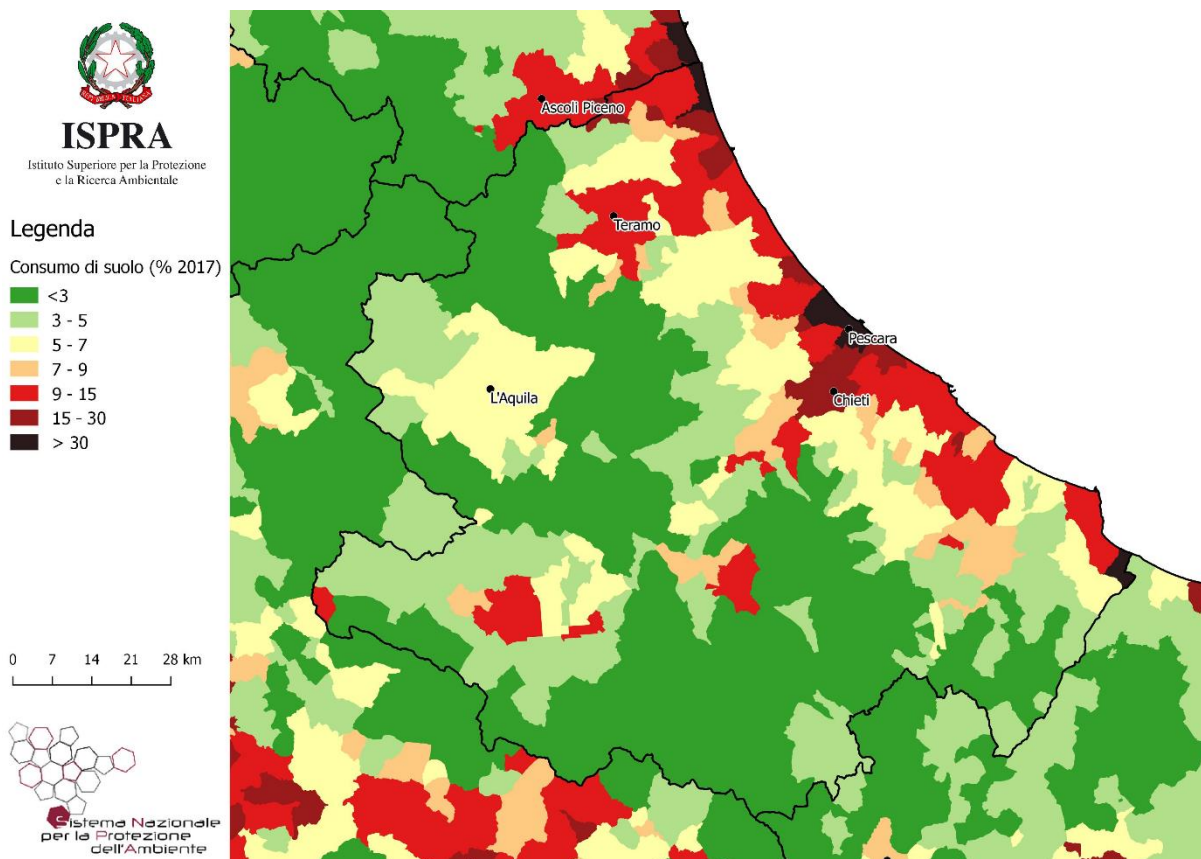 REPVBBLICA ITALIANA
ISPRA
Istituto Superiore per la Protezione
e la Ricerca Ambientale
Legenda
Consumo di suolo (% 2017)
<3
3 - 5
5 - 7
7 - 9
9 - 15
15 - 30
> 30
0 7 14 21 28 km
Sistema Nazionale
per la Protezione
dell'Ambiente
Ascoli Piceno
Teramo
Pescara
L'Aquila
Chieti